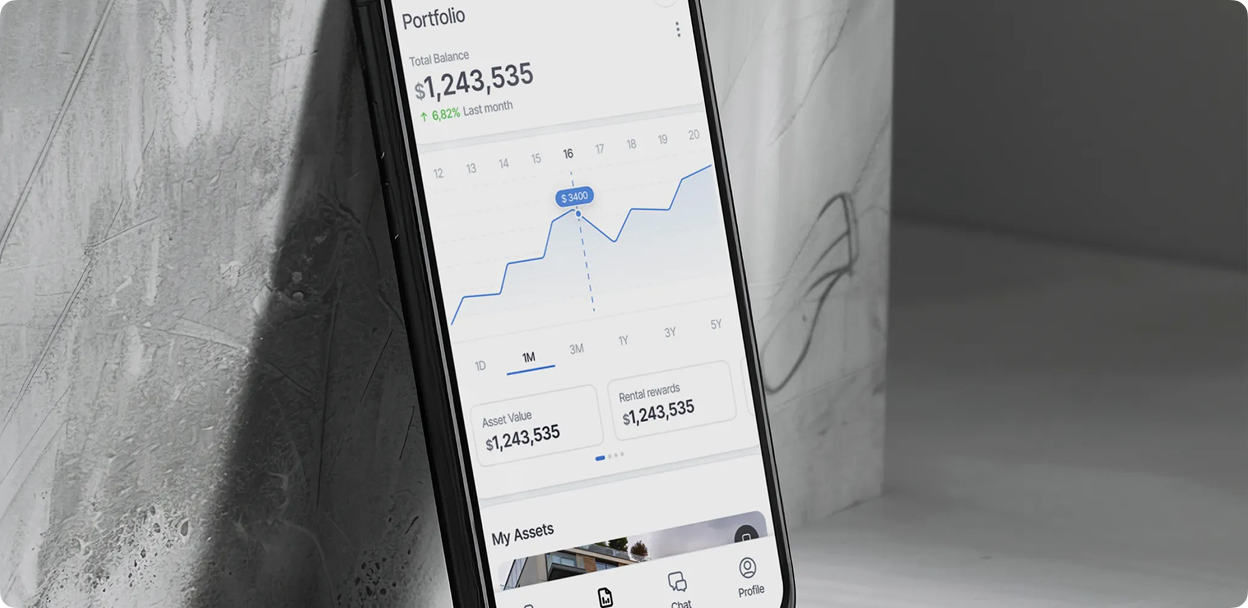 Portfolio
Total Balance
$1,243,535
↑ 6,82% Last month
12 13 14 15 16 17 18 19 20
$ 3400
1D 1M 3M 1Y 3Y 5Y
Asset Value
$1,243,535
Rental rewards
$1,243,535
My Assets
Chat
Profile